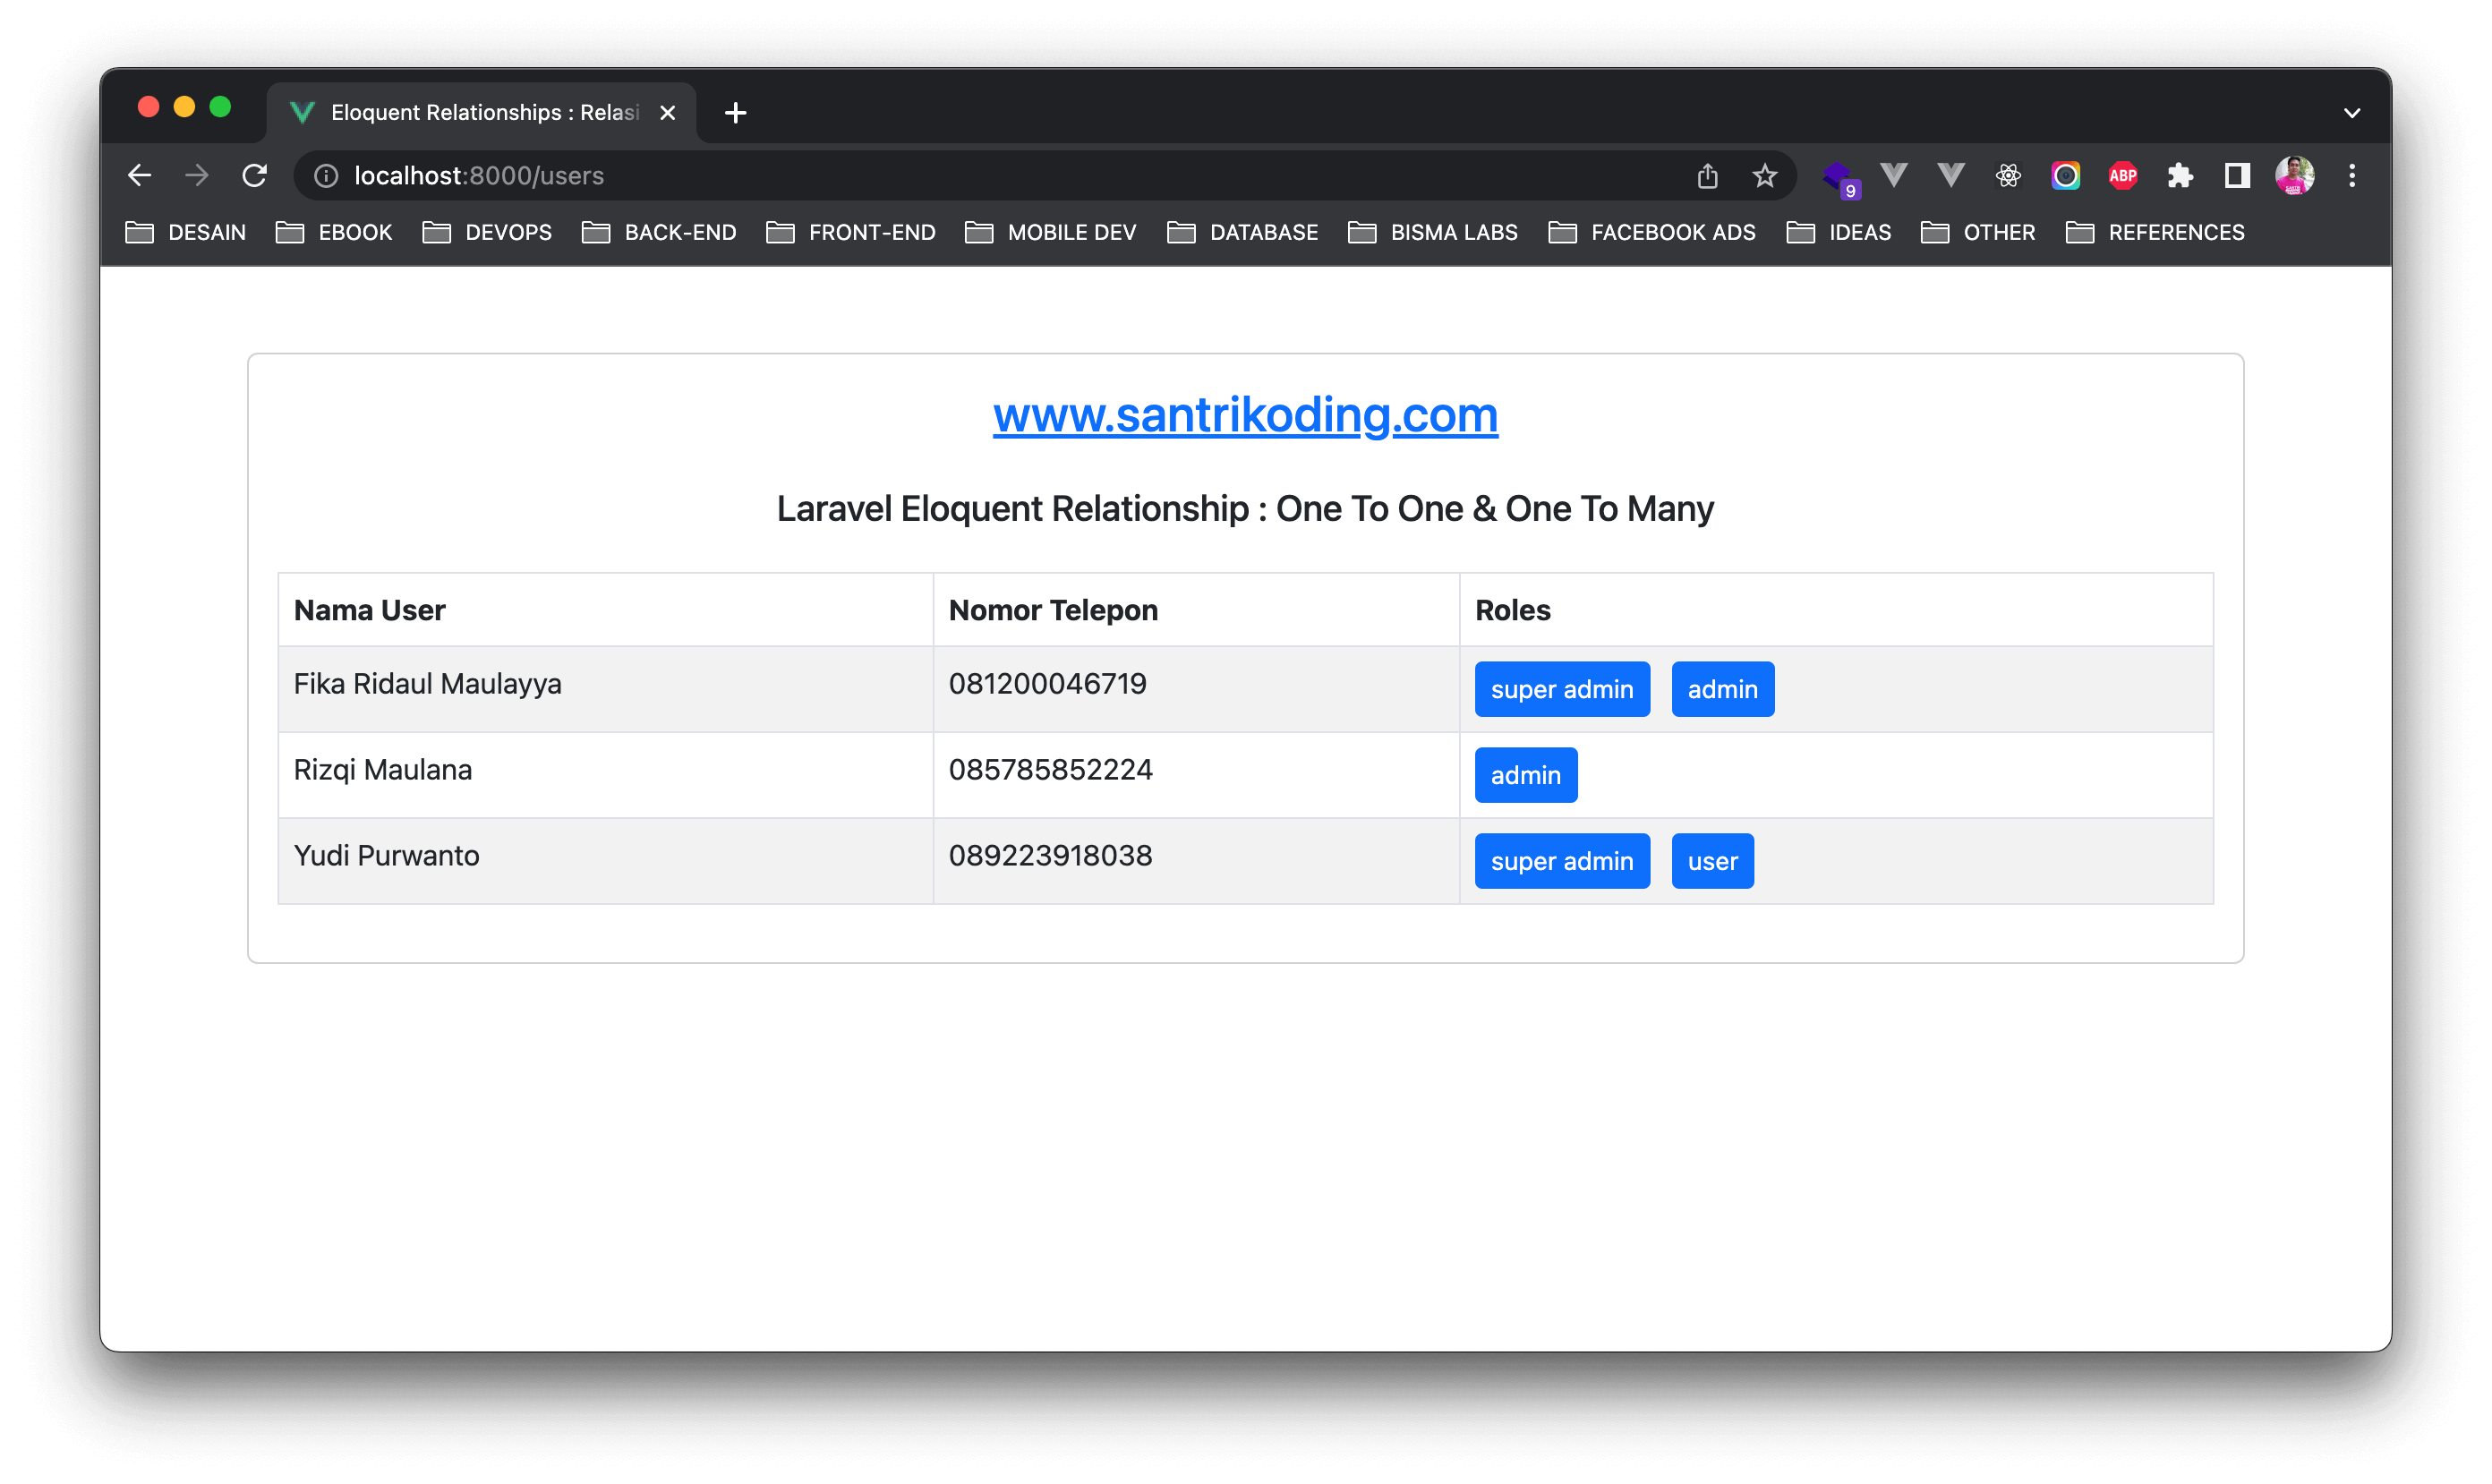 Eloquent Relationships : Relasi
localhost:8000/users
9
ABP
DESAIN EBOOK DEVOPS BACK-END FRONT-END MOBILE DEV DATABASE BISMA LABS FACEBOOK ADS IDEAS OTHER REFERENCES
www.santrikoding.com
Laravel Eloquent Relationship : One To One & One To Many
Nama User Nomor Telepon Roles
Fika Ridaul Maulayya 081200046719 super admin admin
Rizqi Maulana 085785852224 admin
Yudi Purwanto 089223918038 super admin user